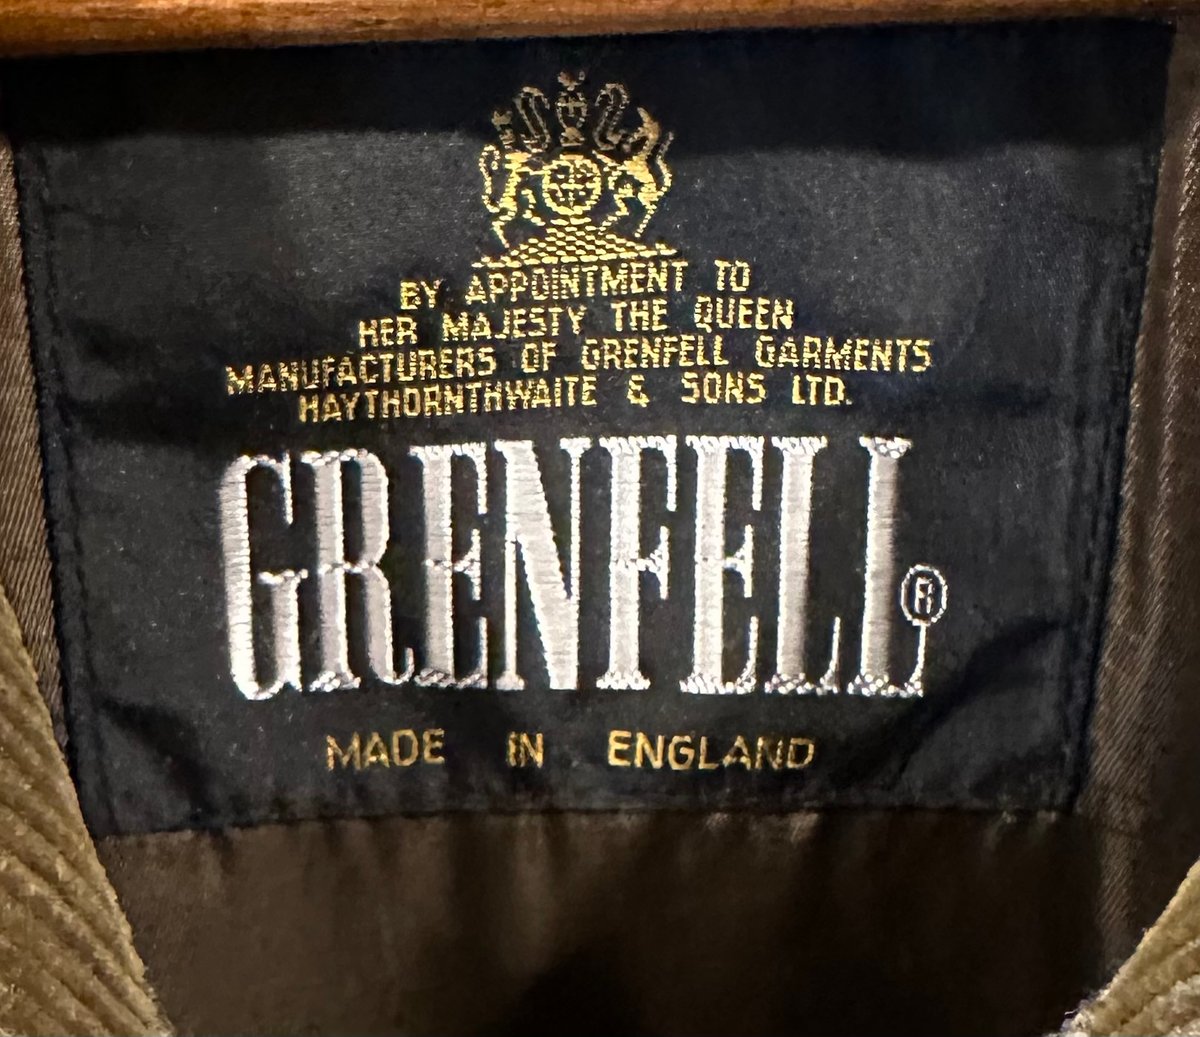 BY APPOINTMENT TO
HER MAJESTY THE QUEEN
MANUFACTURERS OF GRENFELL GARMENTS
HAYTHORNTHWAITE & SONS LTD.
GRENFELL®
MADE IN ENGLAND